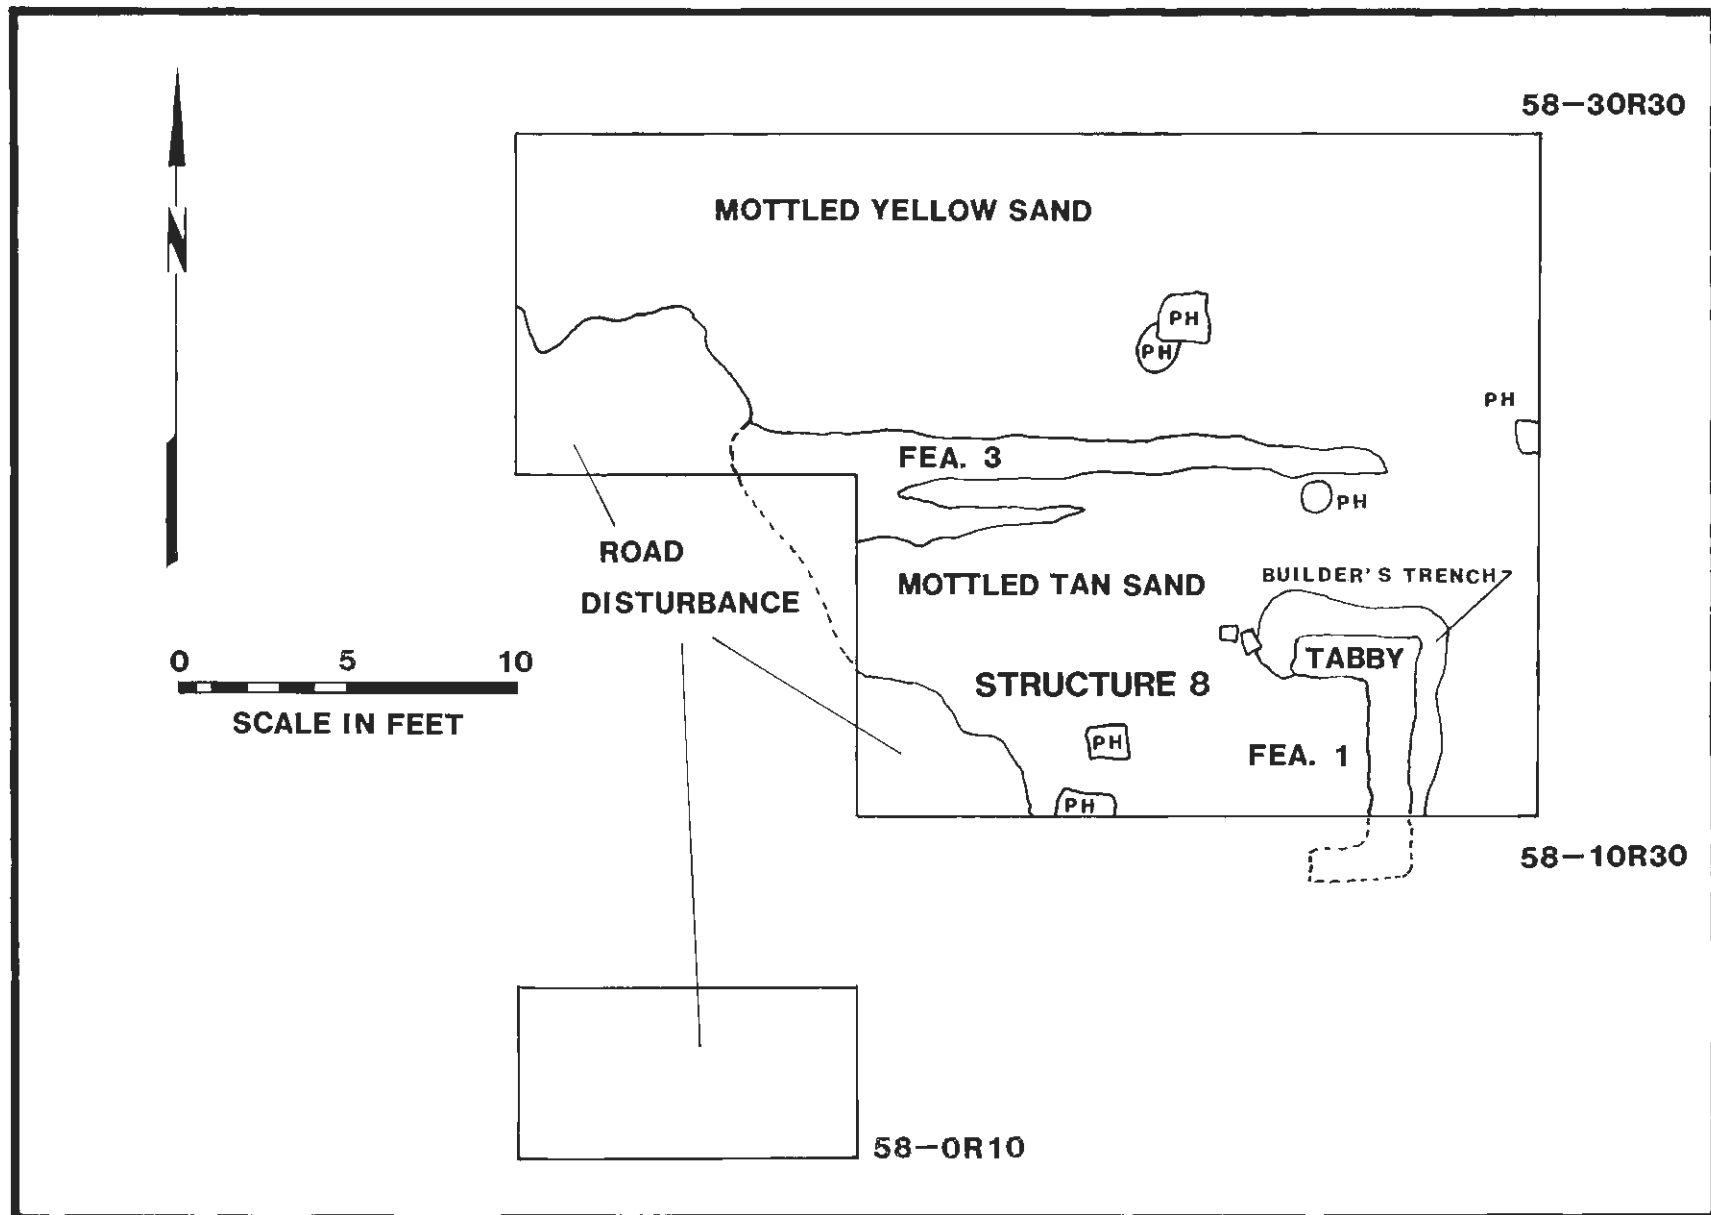 58-30R30
N
MOTTLED YELLOW SAND
PH
PH
PH
FEA. 3
PH
ROAD
DISTURBANCE
MOTTLED TAN SAND
BUILDER'S TRENCH
0 5 10
SCALE IN FEET
TABBY
STRUCTURE 8
PH
FEA. 1
PH
58-10R30
58-0R10